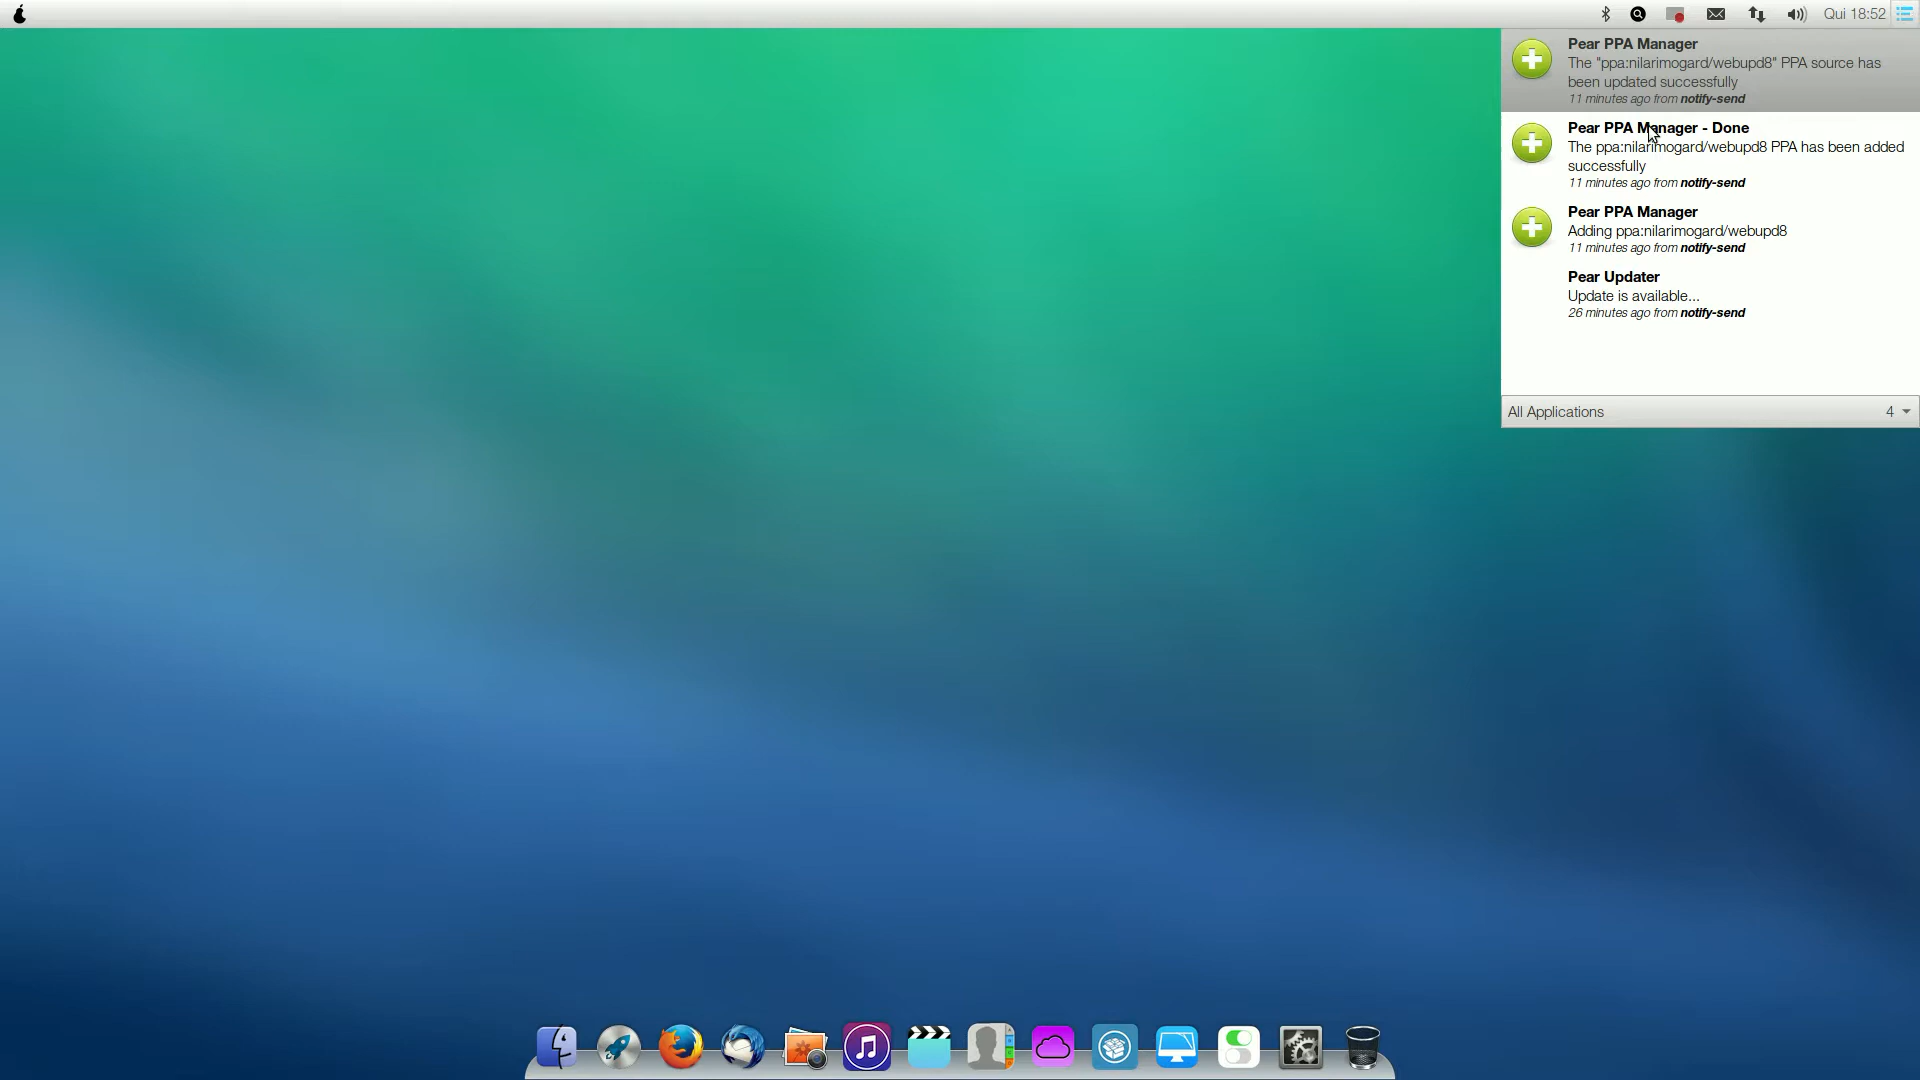 Qui 18:52
Pear PPA Manager
The "ppa:nilarimogard/webupd8" PPA source has
been updated successfully
11 minutes ago from notify-send
Pear PPA Manager - Done
The ppa:nilarimogard/webupd8 PPA has been added
successfully
11 minutes ago from notify-send
Pear PPA Manager
Adding ppa:nilarimogard/webupd8
11 minutes ago from notify-send
Pear Updater
Update is available...
26 minutes ago from notify-send
All Applications 4